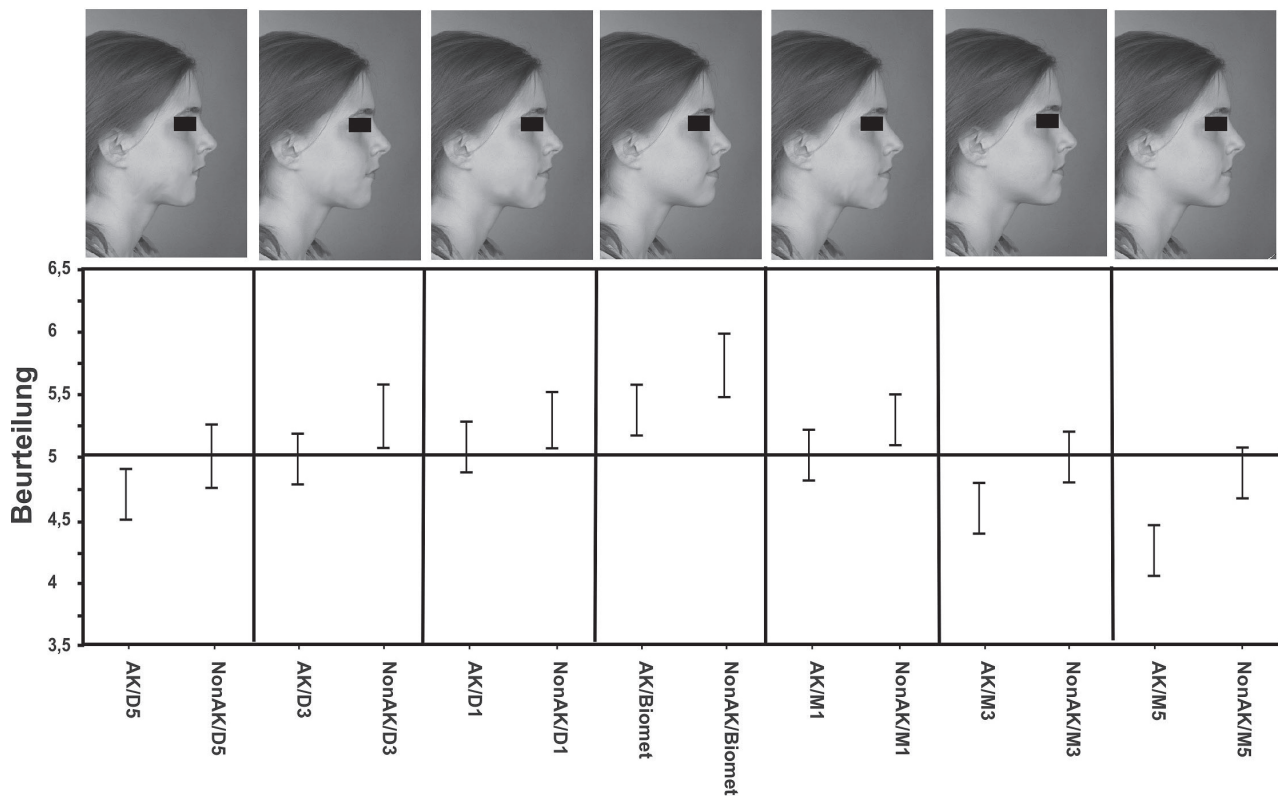 6,5
6
5,5
5
4,5
4
3,5
Beurteilung
AK/D5
NonAK/D5
AK/D3
NonAK/D3
AK/D1
NonAK/D1
AK/Biomet
NonAK/Biomet
AK/M1
NonAK/M1
AK/M3
NonAK/M3
AK/M5
NonAK/M5